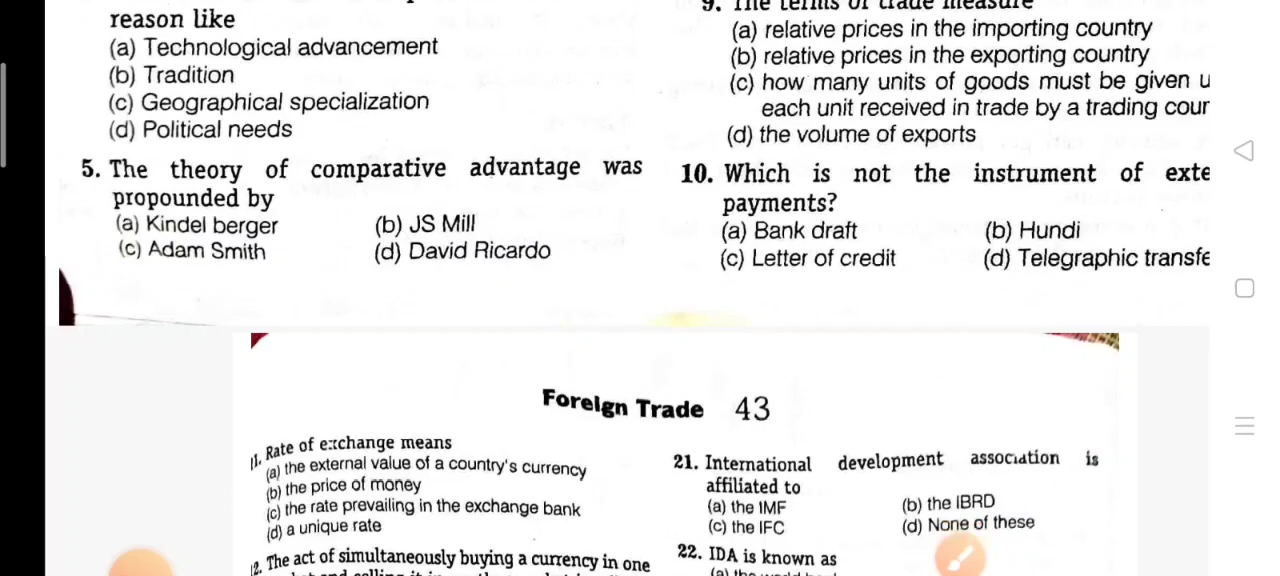 reason like
(a) Technological advancement
(b) Tradition
(c) Geographical specialization
(d) Political needs
5. The theory of comparative advantage was
propounded by
(a) Kindel berger (b) JS Mill
(c) Adam Smith (d) David Ricardo
9. The terms of trade measure
(a) relative prices in the importing country
(b) relative prices in the exporting country
(c) how many units of goods must be given u
each unit received in trade by a trading cour
(d) the volume of exports
10. Which is not the instrument of exte
payments?
(a) Bank draft (b) Hundi
(c) Letter of credit (d) Telegraphic transfe
Foreign Trade 43
11. Rate of exchange means
(a) the external value of a country's currency
(b) the price of money
(c) the rate prevailing in the exchange bank
(d) a unique rate
12. The act of simultaneously buying a currency in one
21. International development association is
affiliated to
(a) the IMF (b) the IBRD
(c) the IFC (d) None of these
22. IDA is known as